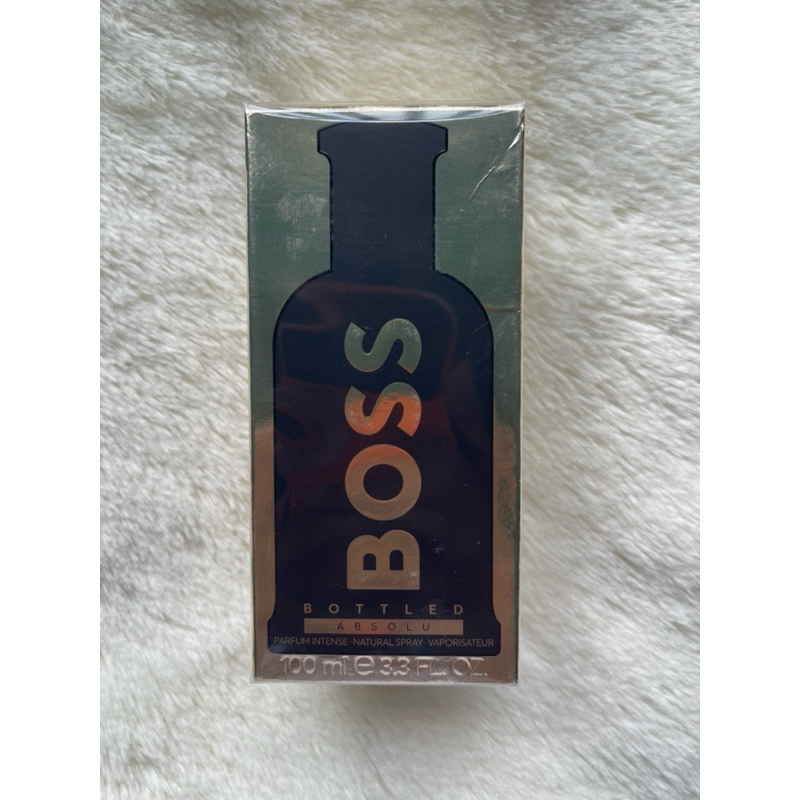 BOSS
BOTTLED
ABSOLU
PARFUM INTENSE NATURAL SPRAY VAPORISATEUR
100 ml e 3.3 FL. OZ.